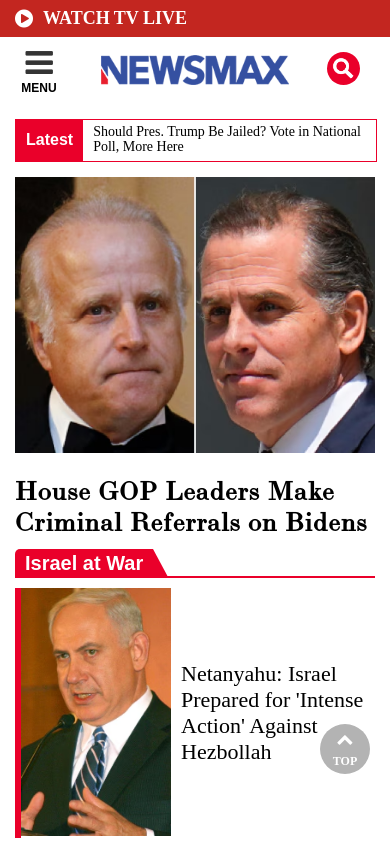 WATCH TV LIVE
MENU
NEWSMAX
Latest
Should Pres. Trump Be Jailed? Vote in National
Poll, More Here
House GOP Leaders Make
Criminal Referrals on Bidens
Israel at War
Netanyahu: Israel
Prepared for 'Intense
Action' Against
Hezbollah
TOP